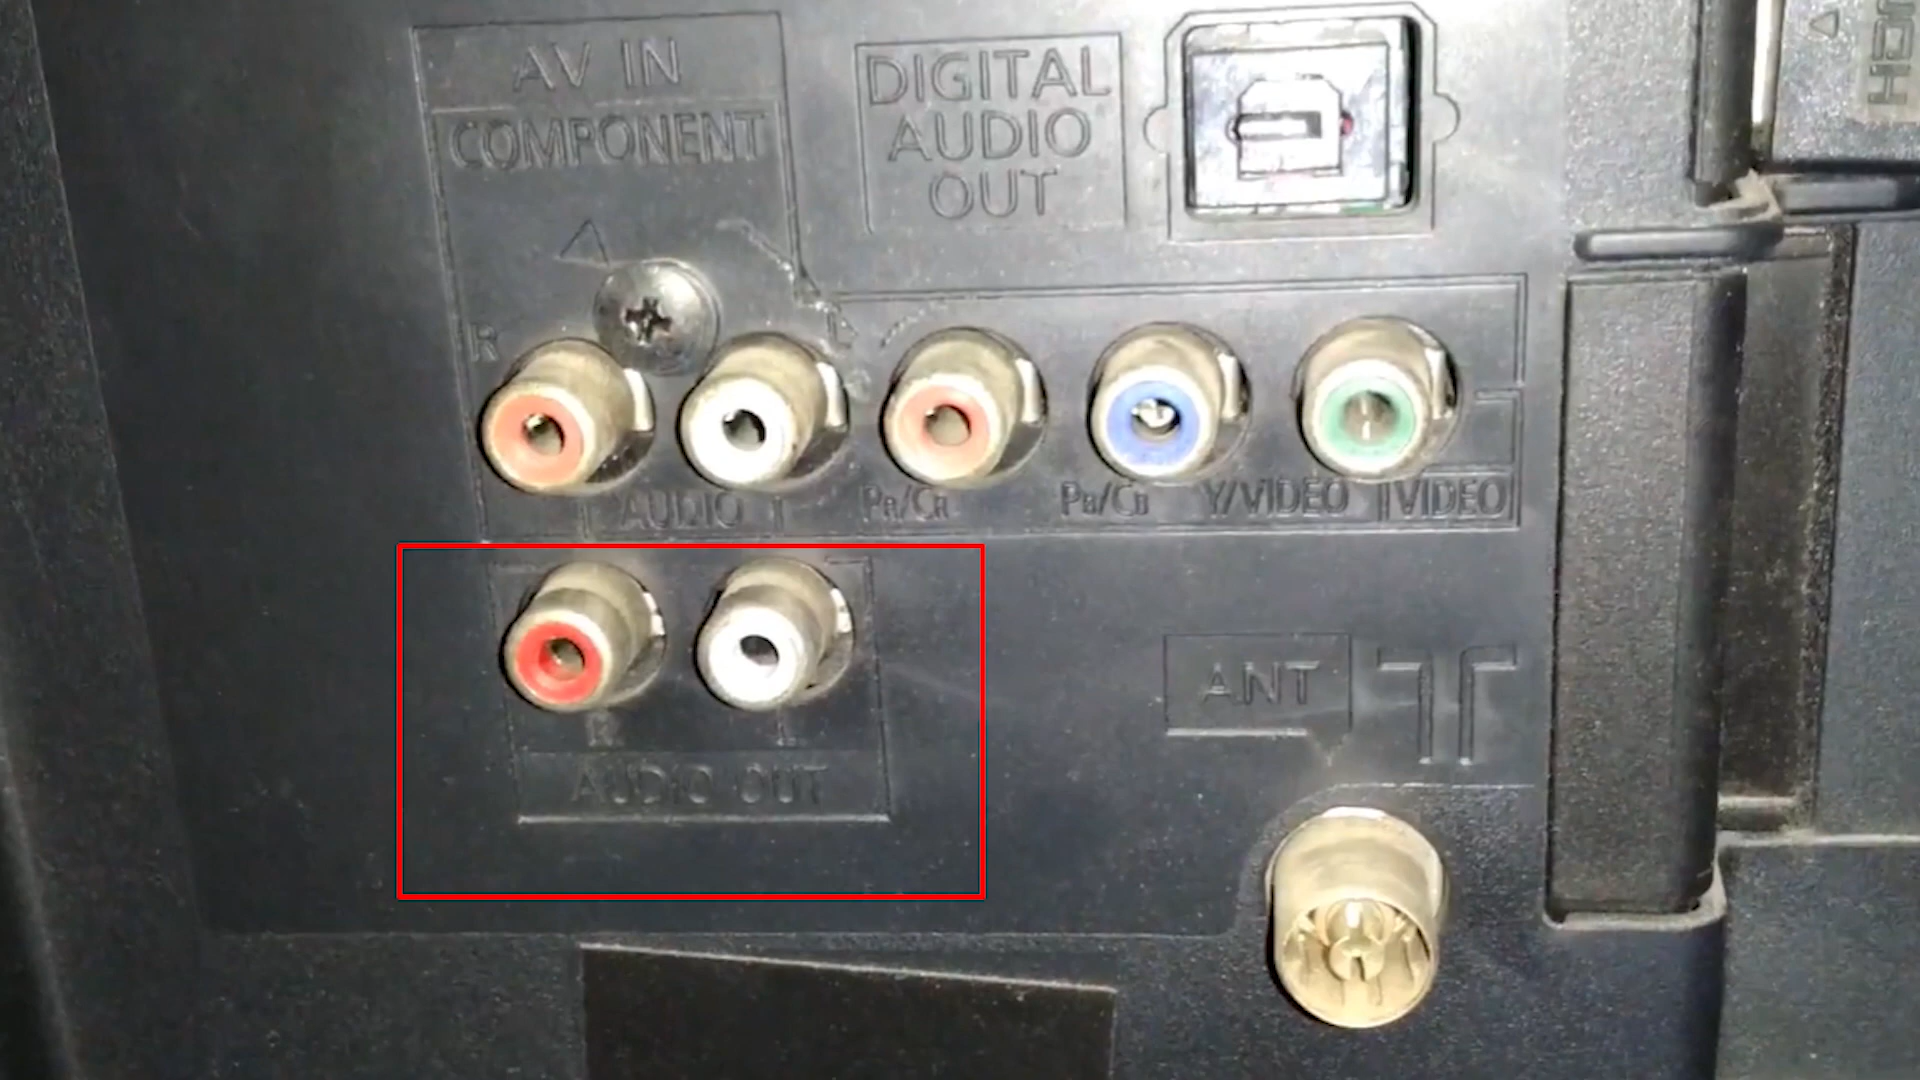 AV IN
COMPONENT
DIGITAL
AUDIO
OUT
R L
AUDIO PR/CR PB/CB Y/VIDEO VIDEO
R L
AUDIO OUT
ANT